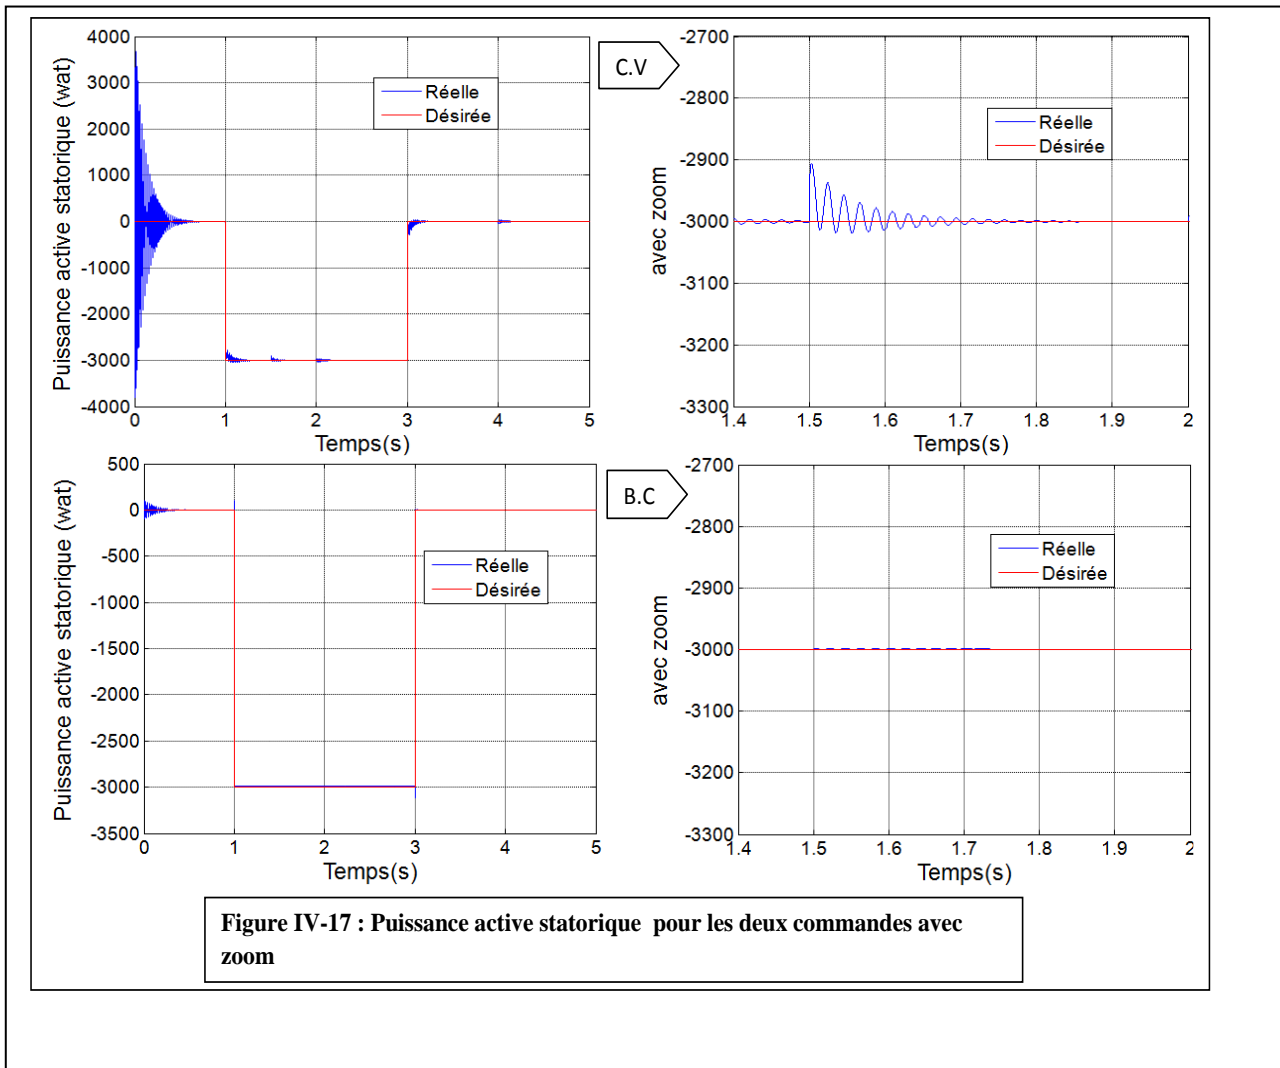 4000
3000
2000
1000
0
-1000
-2000
-3000
-4000
0 1 2 3 4 5
Puissance active statorique (wat)
Temps(s)
Réelle
Désirée
C.V
-2700
-2800
-2900
-3000
-3100
-3200
-3300
1.4 1.5 1.6 1.7 1.8 1.9 2
avec zoom
Temps(s)
Réelle
Désirée
500
0
-500
-1000
-1500
-2000
-2500
-3000
-3500
0 1 2 3 4 5
Puissance active statorique (wat)
Temps(s)
Réelle
Désirée
B.C
-2700
-2800
-2900
-3000
-3100
-3200
-3300
1.4 1.5 1.6 1.7 1.8 1.9 2
avec zoom
Temps(s)
Réelle
Désirée
Figure IV-17 : Puissance active statorique pour les deux commandes avec
zoom